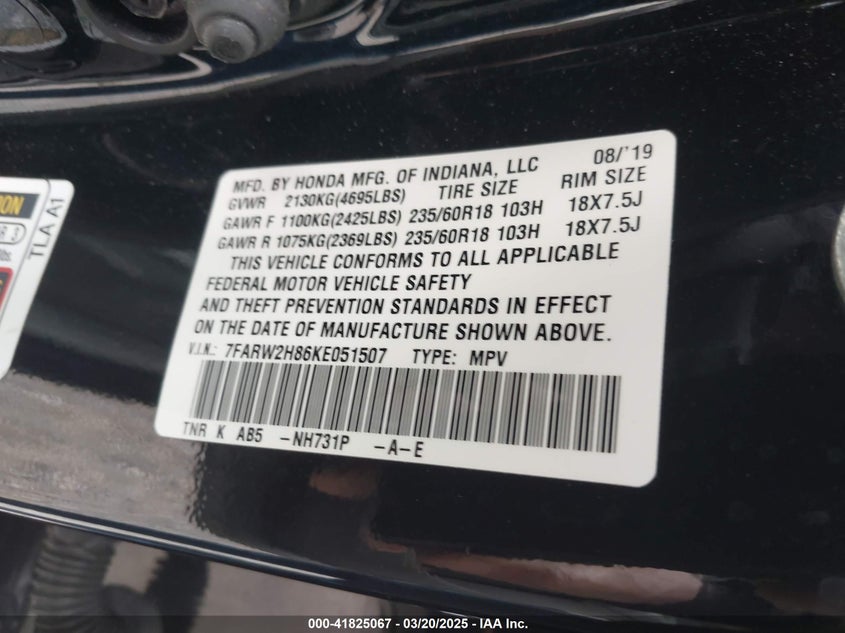 MFD. BY HONDA MFG. OF INDIANA, LLC 08/'19
GVWR 2130KG(4695LBS) TIRE SIZE RIM SIZE
GAWR F 1100KG(2425LBS) 235/60R18 103H 18X7.5J
GAWR R 1075KG(2369LBS) 235/60R18 103H 18X7.5J
THIS VEHICLE CONFORMS TO ALL APPLICABLE
FEDERAL MOTOR VEHICLE SAFETY
AND THEFT PREVENTION STANDARDS IN EFFECT
ON THE DATE OF MANUFACTURE SHOWN ABOVE.
V.I.N.: 7FARW2H86KE051507 TYPE: MPV
TNR K AB5 -NH731P -A-E
TLA A1
000-41825067 - 03/20/2025 - IAA Inc.